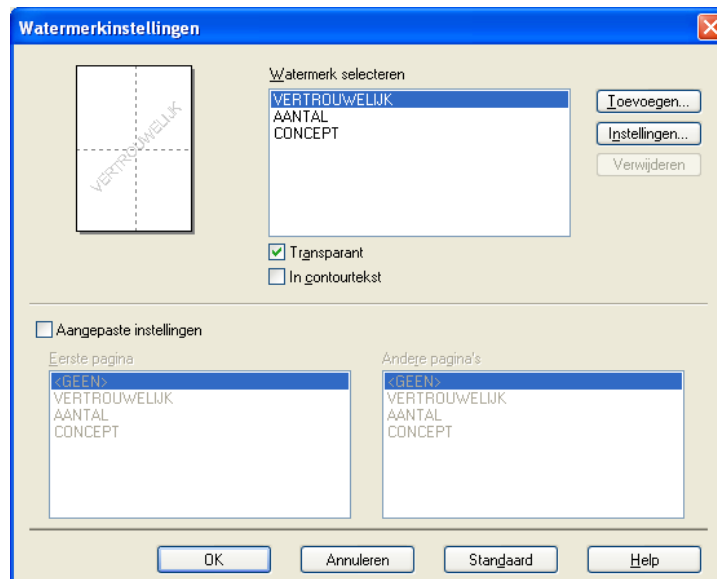 Watermerkinstellingen
VERTROUWELIJK
Watermerk selecteren
VERTROUWELIJK
AANTAL
CONCEPT
Toevoegen...
Instellingen...
Verwijderen
Transparant
In contourtekst
Aangepaste instellingen
Eerste pagina
<GEEN>
VERTROUWELIJK
AANTAL
CONCEPT
Andere pagina's
<GEEN>
VERTROUWELIJK
AANTAL
CONCEPT
OK
Annuleren
Standaard
Help